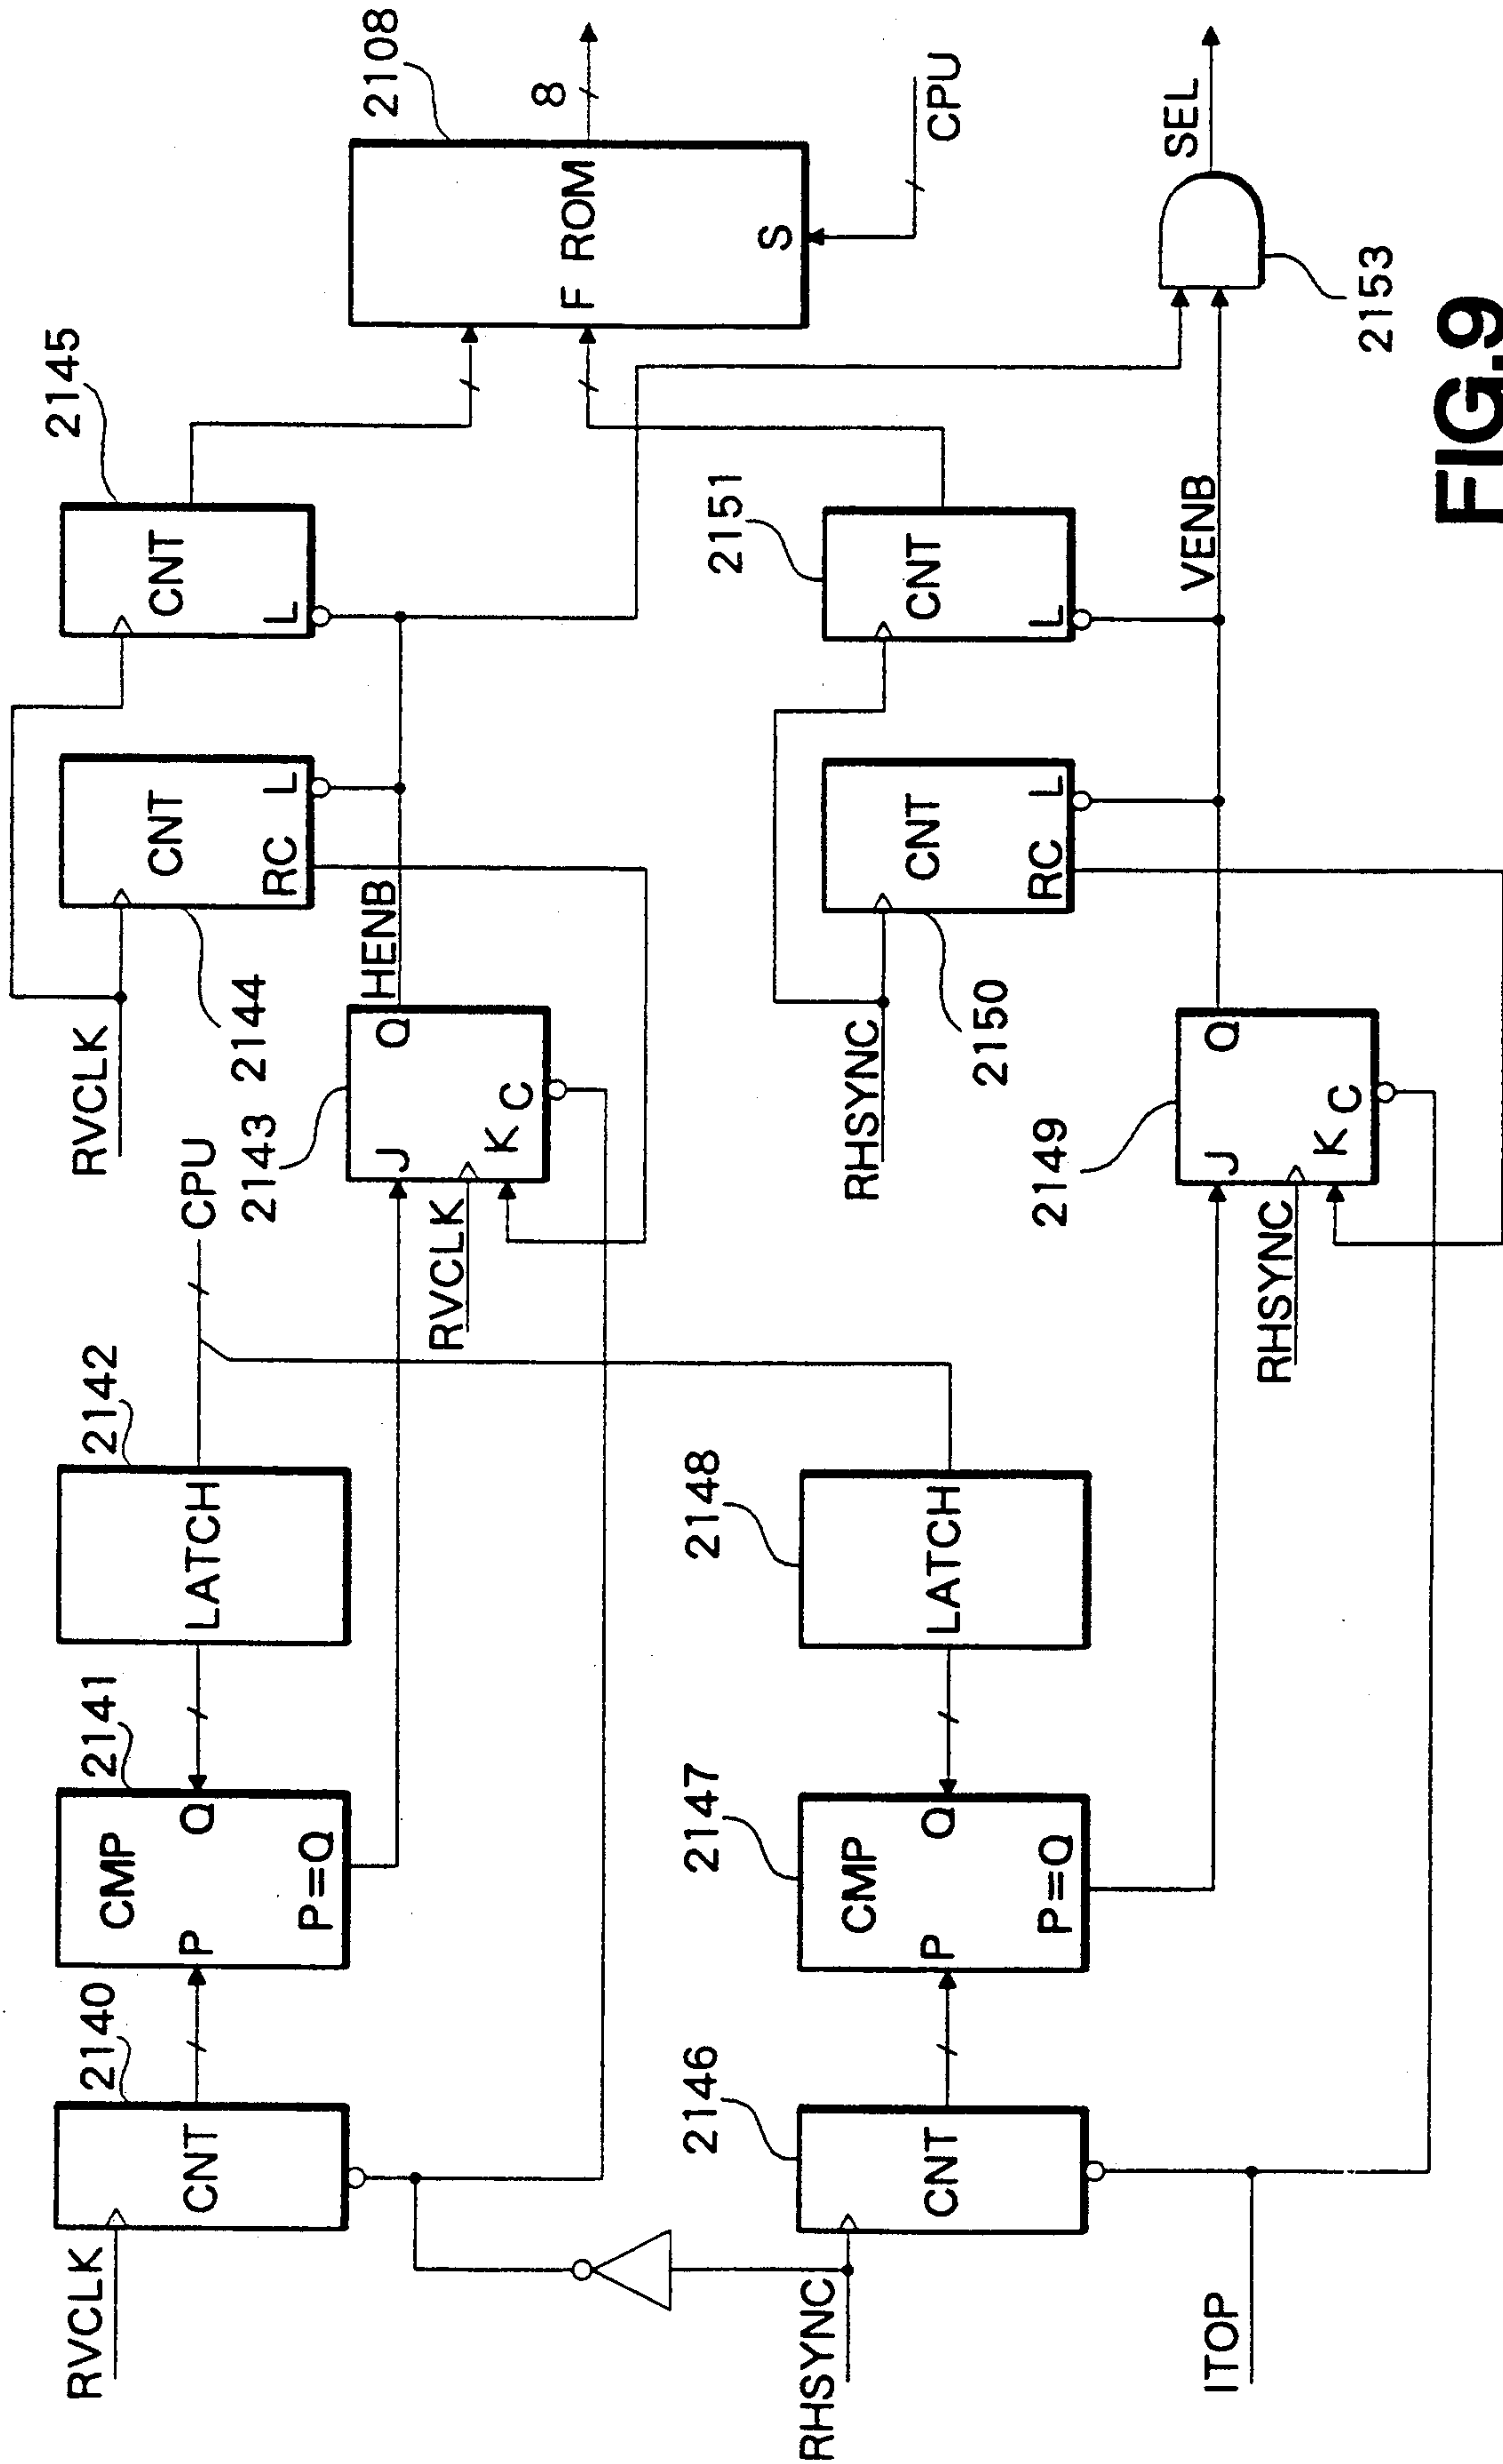 RVCLK
CNT
2140
P
CMP
Q
P=Q
2141
LATCH
2142
CPU
RVCLK
J
Q
K
C
2143
RVCLK
HENB
CNT
RC
L
2144
CNT
L
2145
F ROM
S
2108
8
CPU
RHSYNC
CNT
2146
ITOP
P
CMP
Q
P=Q
2147
LATCH
2148
RHSYNC
J
Q
K
C
2149
RHSYNC
CNT
RC
L
2150
CNT
L
2151
VENB
SEL
2153
FIG.9